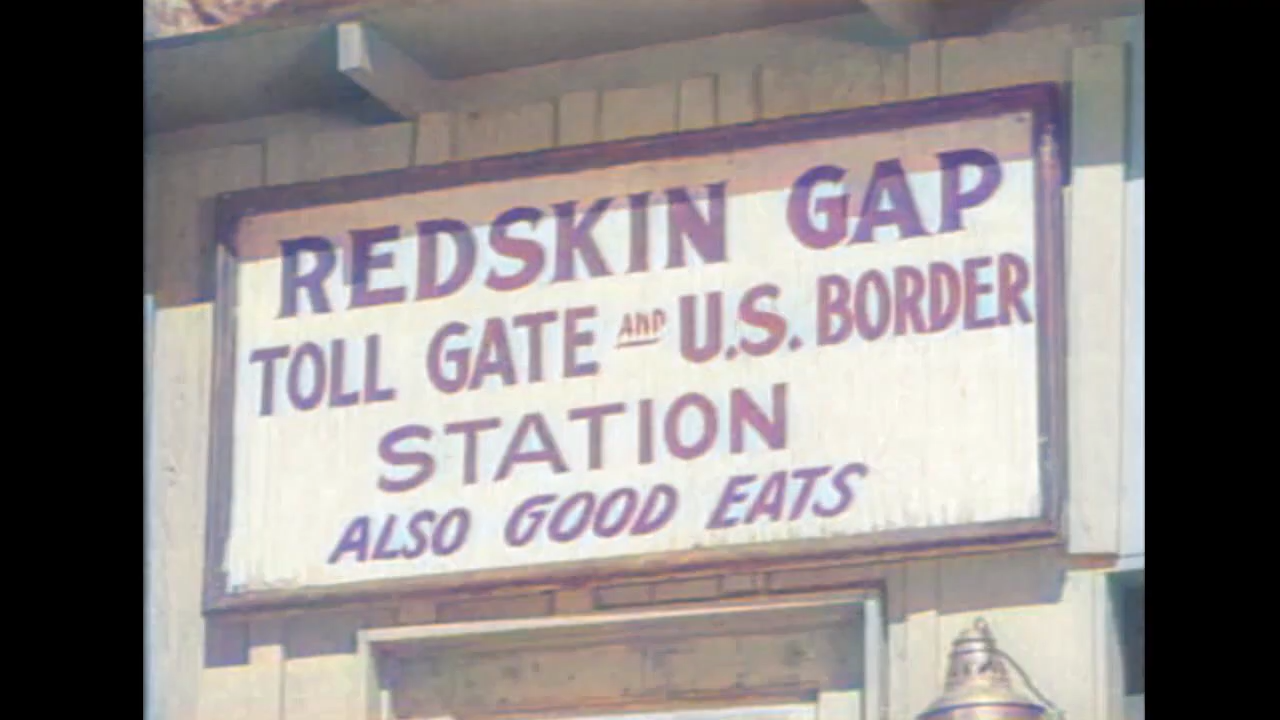 REDSKIN GAP
TOLL GATE AND U.S. BORDER
STATION
ALSO GOOD EATS